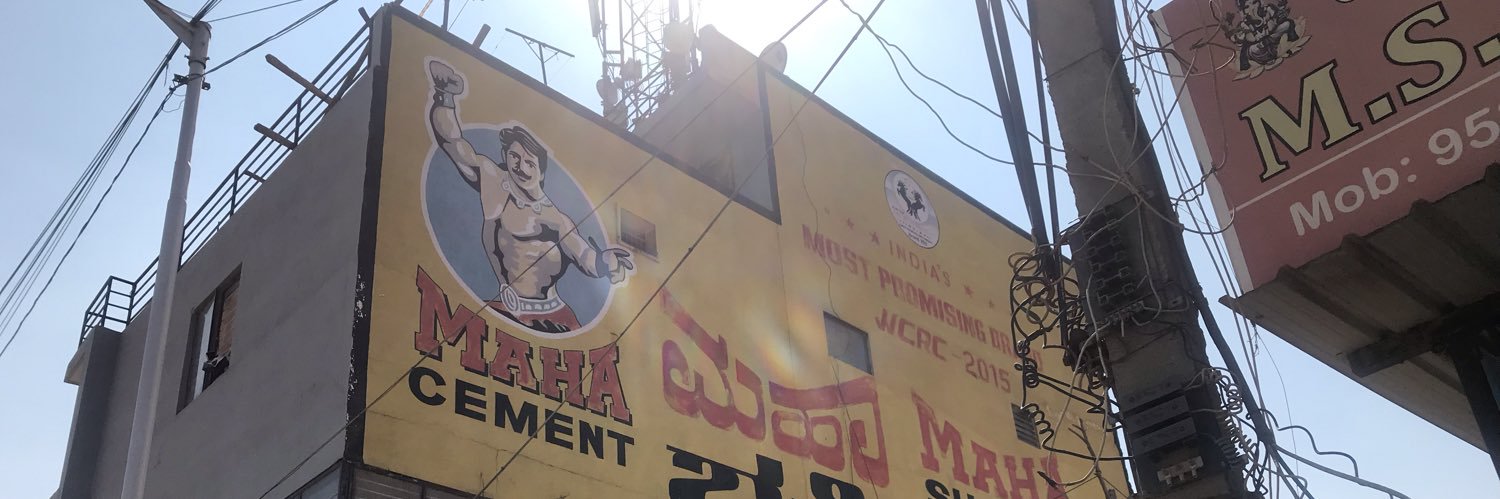 MAHA
CEMENT
INDIA'S
MOST PROMISING BRAND
WCRC-2015
ಮಹಾ
MAHA
M.S.
Mob: 95